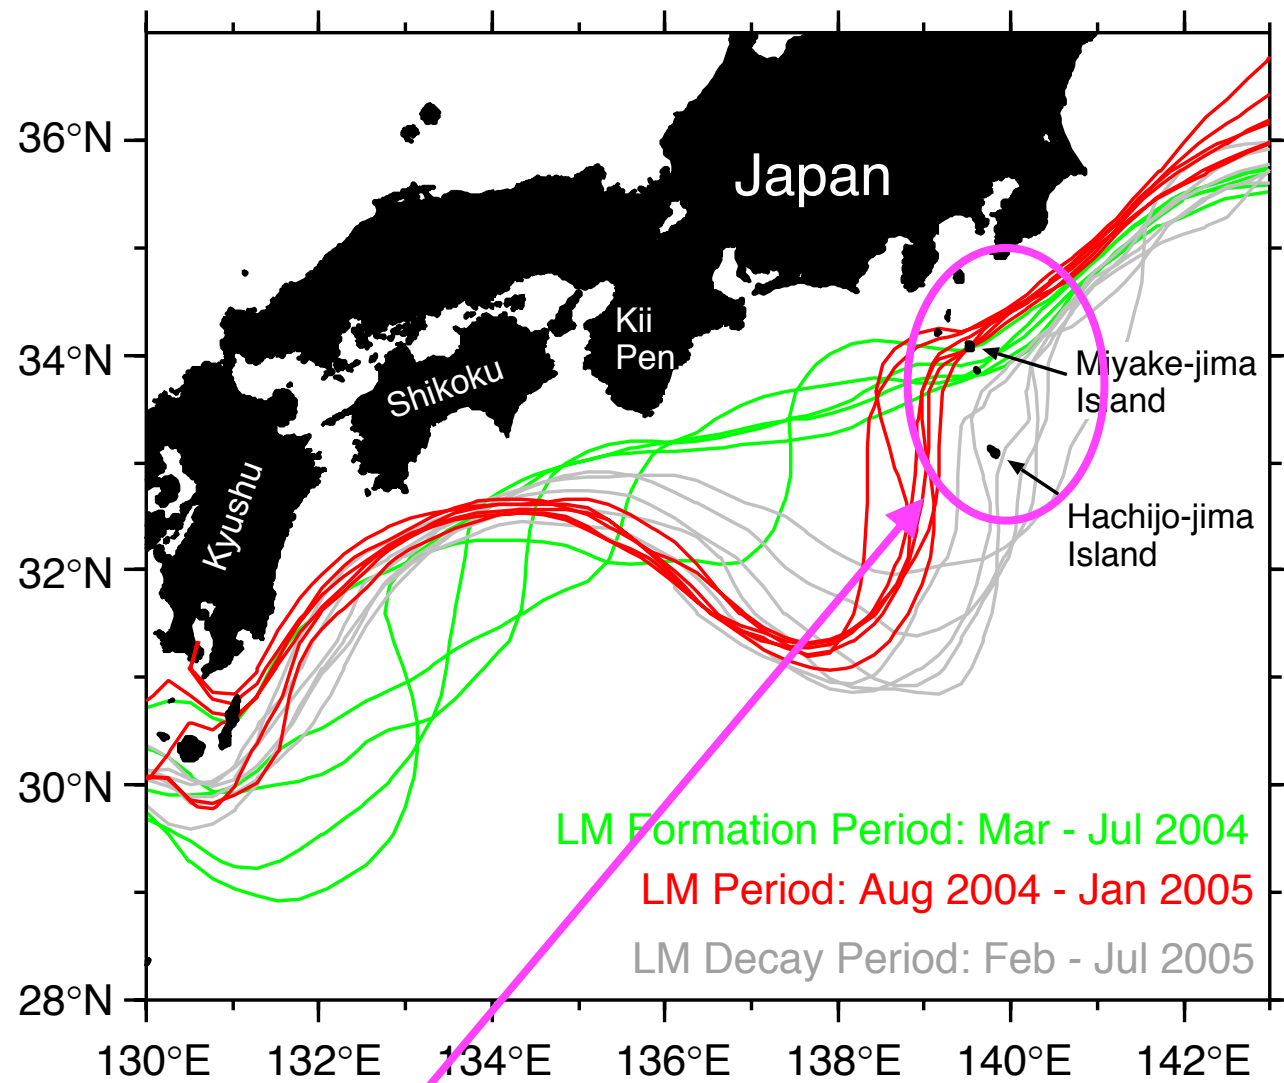 36°N
34°N
32°N
30°N
28°N
130°E 132°E 134°E 136°E 138°E 140°E 142°E
Japan
Kii
Pen
Shikoku
Kyushu
Miyake-jima
Island
Hachijo-jima
Island
LM Formation Period: Mar - Jul 2004
LM Period: Aug 2004 - Jan 2005
LM Decay Period: Feb - Jul 2005